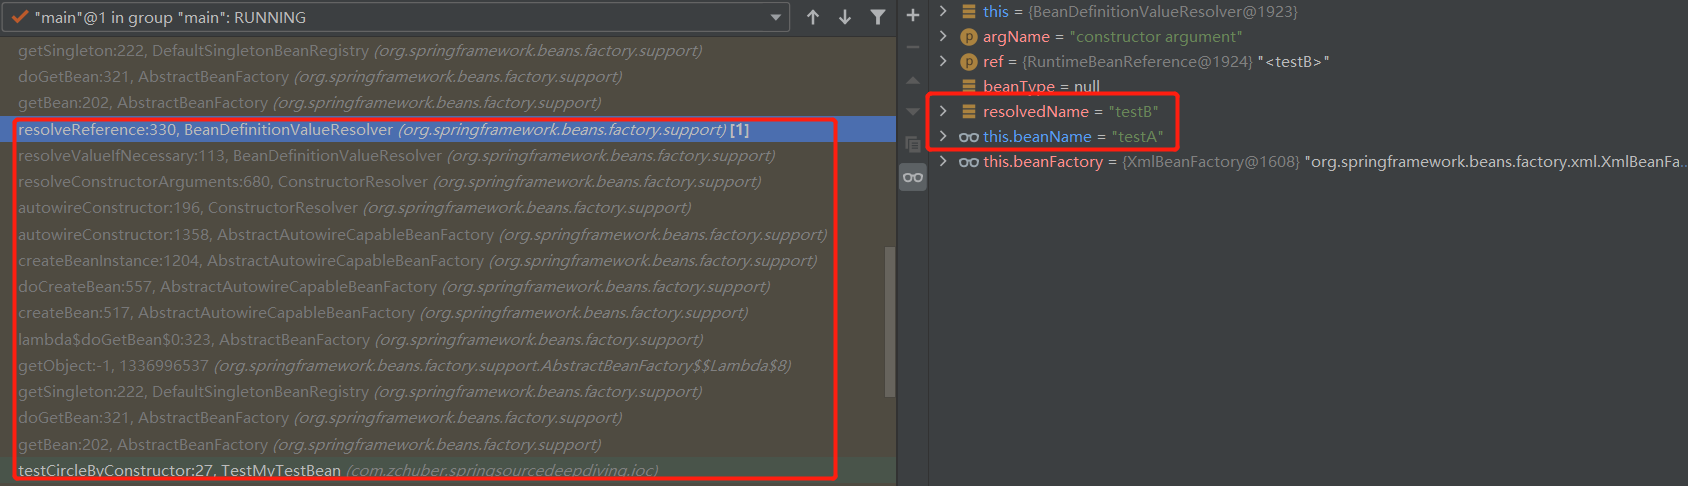 "main"@1 in group "main": RUNNING
getSingleton:222, DefaultSingletonBeanRegistry (org.springframework.beans.factory.support)
doGetBean:321, AbstractBeanFactory (org.springframework.beans.factory.support)
getBean:202, AbstractBeanFactory (org.springframework.beans.factory.support)
resolveReference:330, BeanDefinitionValueResolver (org.springframework.beans.factory.support) [1]
resolveValueIfNecessary:113, BeanDefinitionValueResolver (org.springframework.beans.factory.support)
resolveConstructorArguments:680, ConstructorResolver (org.springframework.beans.factory.support)
autowireConstructor:196, ConstructorResolver (org.springframework.beans.factory.support)
autowireConstructor:1358, AbstractAutowireCapableBeanFactory (org.springframework.beans.factory.support)
createBeanInstance:1204, AbstractAutowireCapableBeanFactory (org.springframework.beans.factory.support)
doCreateBean:557, AbstractAutowireCapableBeanFactory (org.springframework.beans.factory.support)
createBean:517, AbstractAutowireCapableBeanFactory (org.springframework.beans.factory.support)
lambda$doGetBean$0:323, AbstractBeanFactory (org.springframework.beans.factory.support)
getObject:-1, 1336996537 (org.springframework.beans.factory.support.AbstractBeanFactory$$Lambda$8)
getSingleton:222, DefaultSingletonBeanRegistry (org.springframework.beans.factory.support)
doGetBean:321, AbstractBeanFactory (org.springframework.beans.factory.support)
getBean:202, AbstractBeanFactory (org.springframework.beans.factory.support)
testCircleByConstructor:27, TestMyTestBean (com.zchuber.springsourcedeepdiving.ioc)
this = {BeanDefinitionValueResolver@1923}
p argName = "constructor argument"
p ref = {RuntimeBeanReference@1924} "<testB>"
beanType = null
resolvedName = "testB"
this.beanName = "testA"
this.beanFactory = {XmlBeanFactory@1608} "org.springframework.beans.factory.xml.XmlBeanFa...